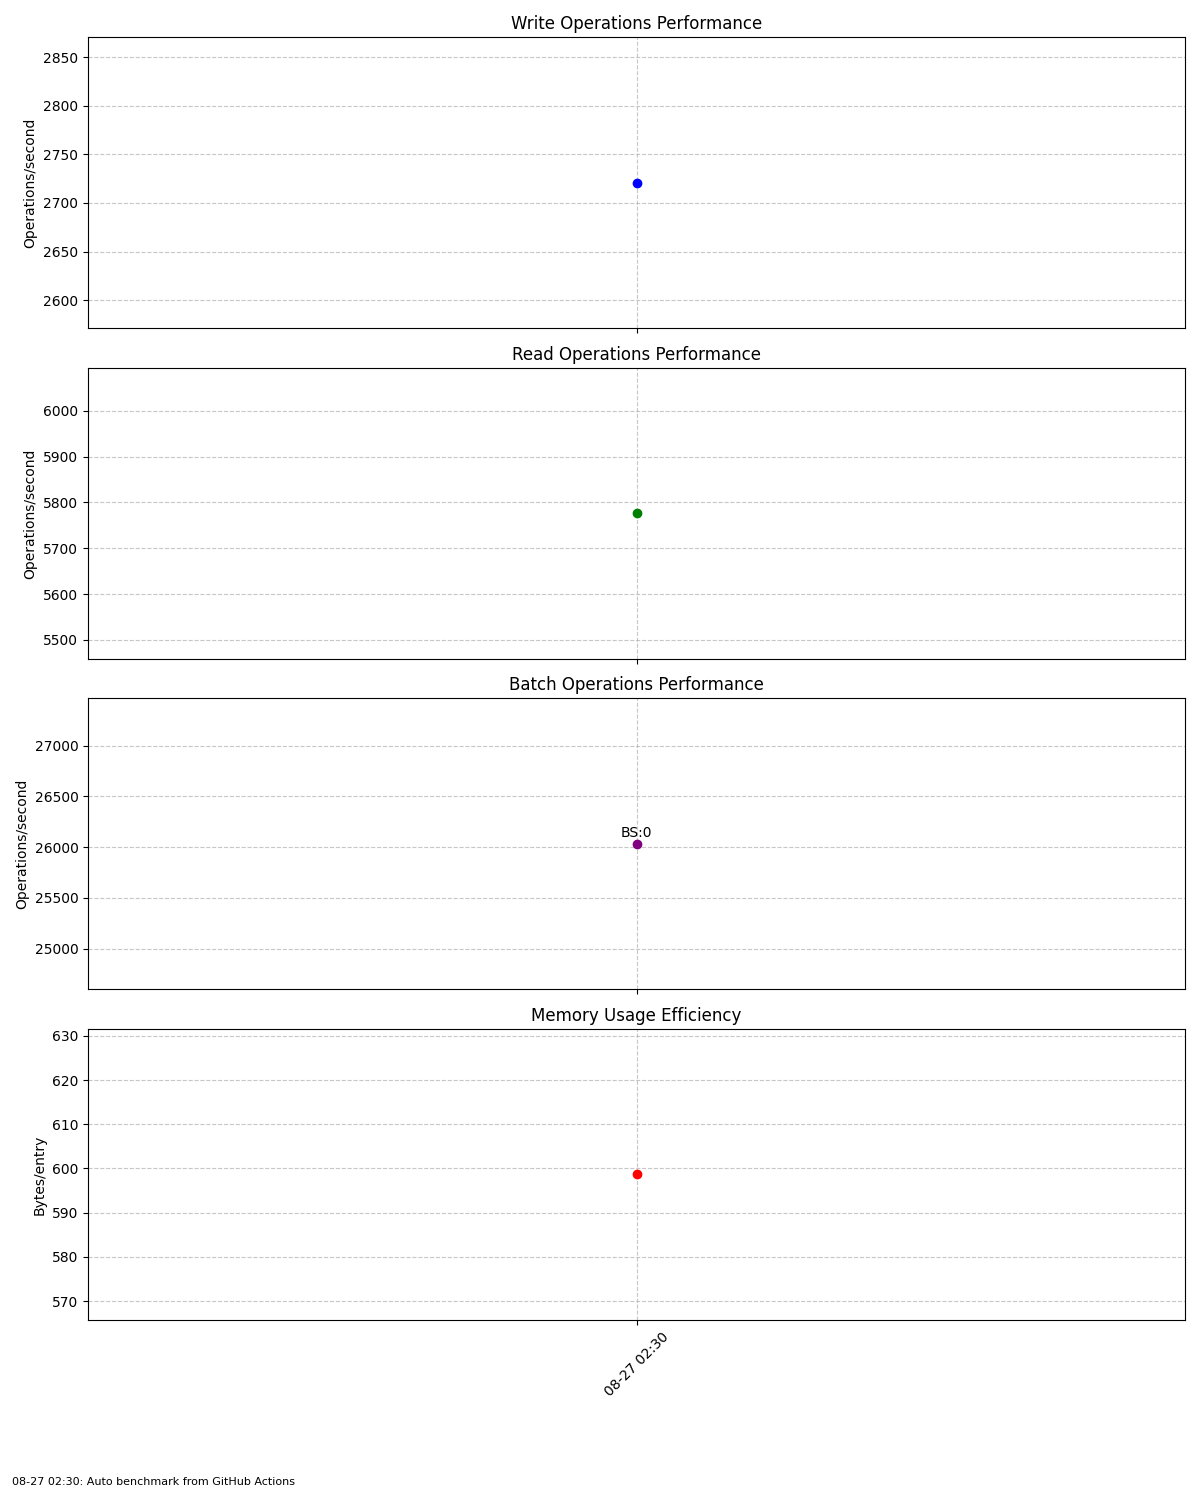 Write Operations Performance
2850
2800
2750
2700
2650
2600
Operations/second
Read Operations Performance
6000
5900
5800
5700
5600
5500
Operations/second
Batch Operations Performance
27000
26500
26000
25500
25000
Operations/second
BS:0
Memory Usage Efficiency
630
620
610
600
590
580
570
Bytes/entry
08-27 02:30
08-27 02:30: Auto benchmark from GitHub Actions